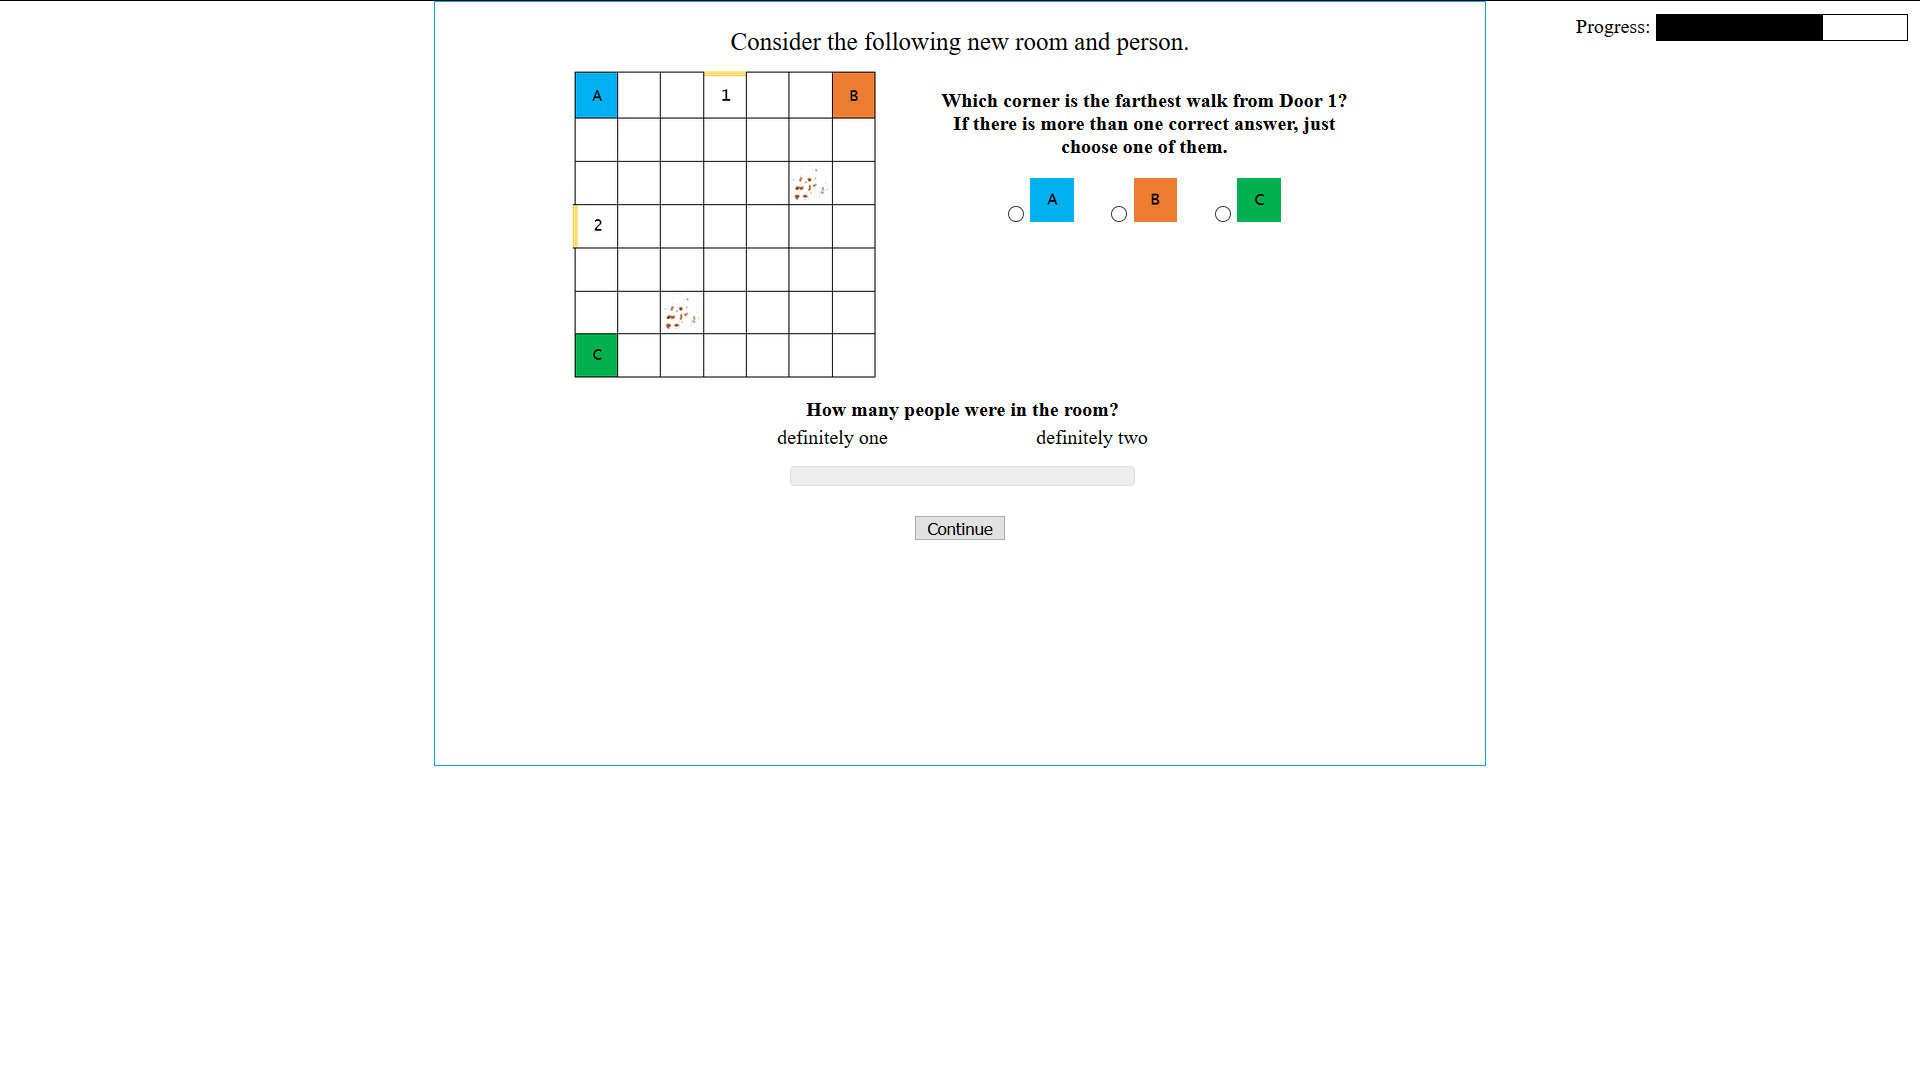 Progress:
Consider the following new room and person.
A 1 B
2
C
Which corner is the farthest walk from Door 1?
If there is more than one correct answer, just
choose one of them.
A B C
How many people were in the room?
definitely one definitely two
Continue